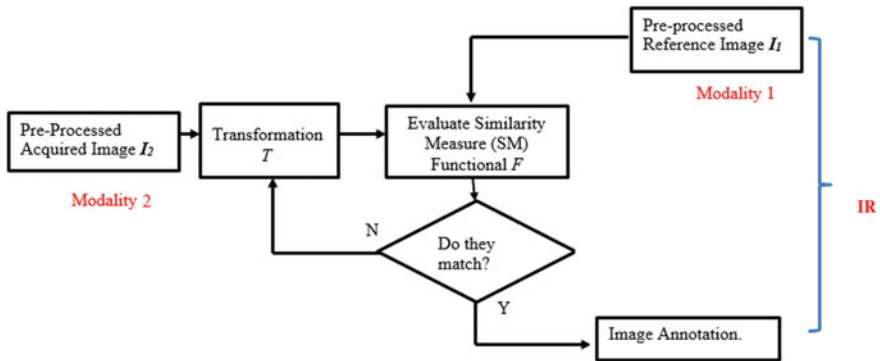 Pre-processed
Reference Image I1
Modality 1
Pre-Processed
Acquired Image I2
Modality 2
Transformation
T
Evaluate Similarity
Measure (SM)
Functional F
IR
N
Do they
match?
Y
Image Annotation.